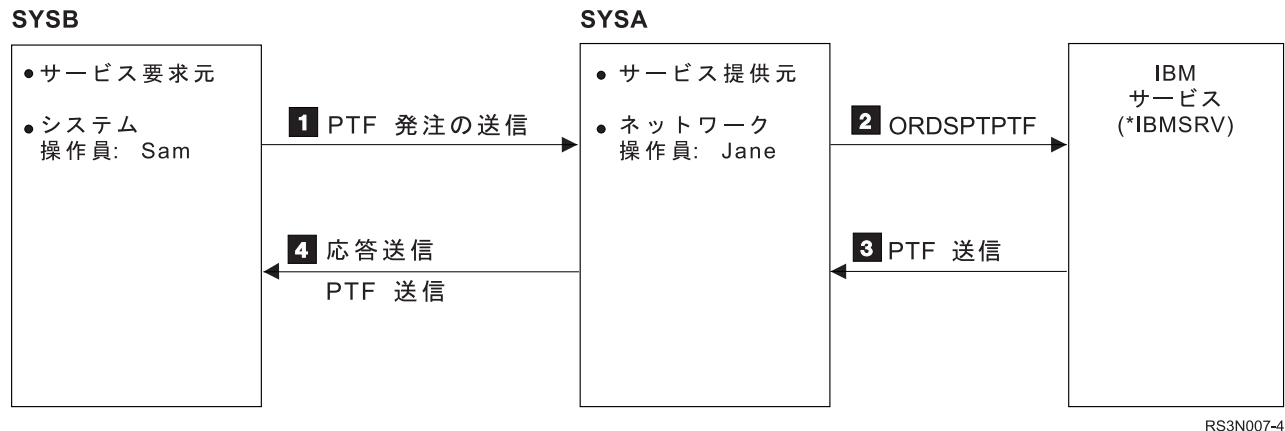 SYSB
SYSA
●サービス要求元
●システム
操作員: Sam
1 PTF 発注の送信
4 応答送信
PTF 送信
● サービス提供元
● ネットワーク
操作員: Jane
2 ORDSPTPTF
3 PTF 送信
IBM
サービス
(*IBMSRV)
RS3N007-4